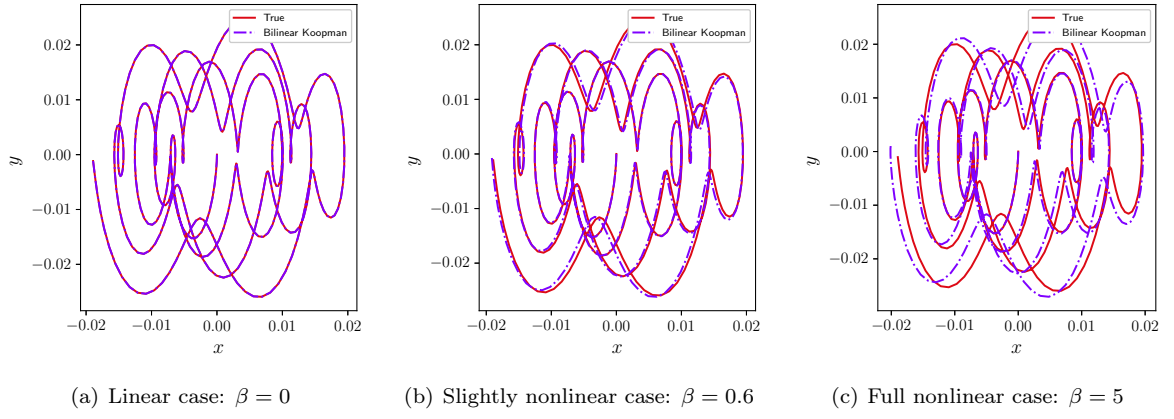 True
Bilinear Koopman
0.02
0.01
0.00
−0.01
−0.02
y
−0.02 −0.01 0.00 0.01 0.02
x
(a) Linear case: β = 0
True
Bilinear Koopman
0.02
0.01
0.00
−0.01
−0.02
y
−0.02 −0.01 0.00 0.01 0.02
x
(b) Slightly nonlinear case: β = 0.6
True
Bilinear Koopman
0.02
0.01
0.00
−0.01
−0.02
y
−0.02 −0.01 0.00 0.01 0.02
x
(c) Full nonlinear case: β = 5